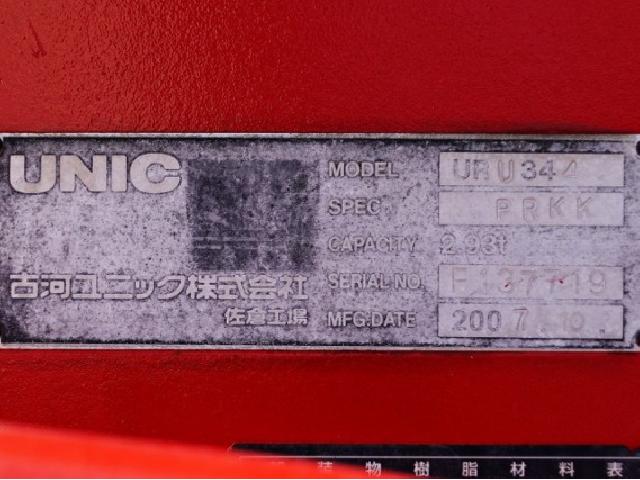 UNIC
MODEL URU344
SPEC. PRKK
CAPACITY 2.93t
SERIAL NO.
MFG.DATE 2007.10.
古河ユニック株式会社
佐倉工場
装物樹脂材料表